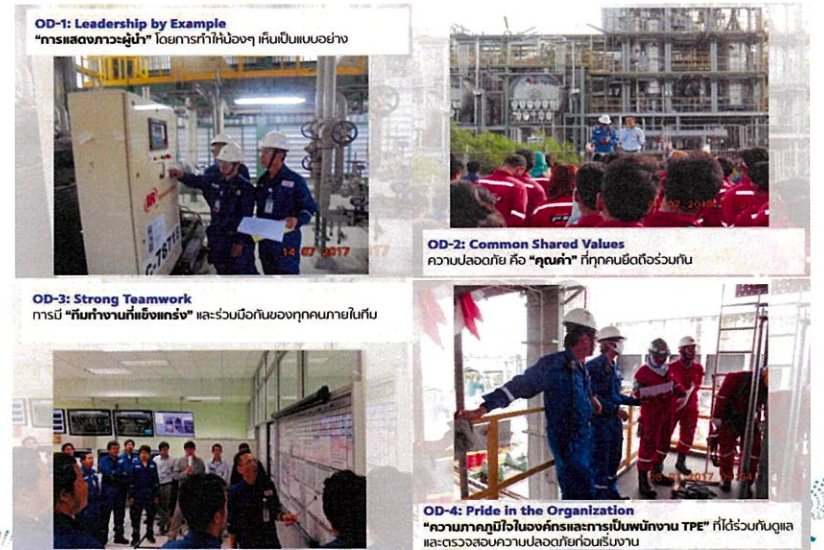 OD-1: Leadership by Example
“การแสดงภาวะผู้นำ” โดยการทำให้น้องๆ เห็นเป็นแบบอย่าง
14 07 2017
OD-2: Common Shared Values
ความปลอดภัย คือ “คุณค่า” ที่ทุกคนยึดถือร่วมกัน
OD-3: Strong Teamwork
การมี “ทีมทำงานที่แข็งแกร่ง” และร่วมมือกันของทุกคนภายในทีม
OD-4: Pride in the Organization
“ความภาคภูมิใจในองค์กรและการเป็นพนักงาน TPE” ที่ได้ร่วมกันดูแล
และตรวจสอบความปลอดภัยก่อนเริ่มงาน